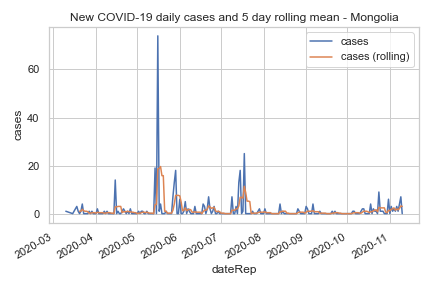 New COVID-19 daily cases and 5 day rolling mean - Mongolia
cases
cases (rolling)
cases
60
40
20
0
2020-03
2020-04
2020-05
2020-06
2020-07
2020-08
2020-09
2020-10
2020-11
dateRep